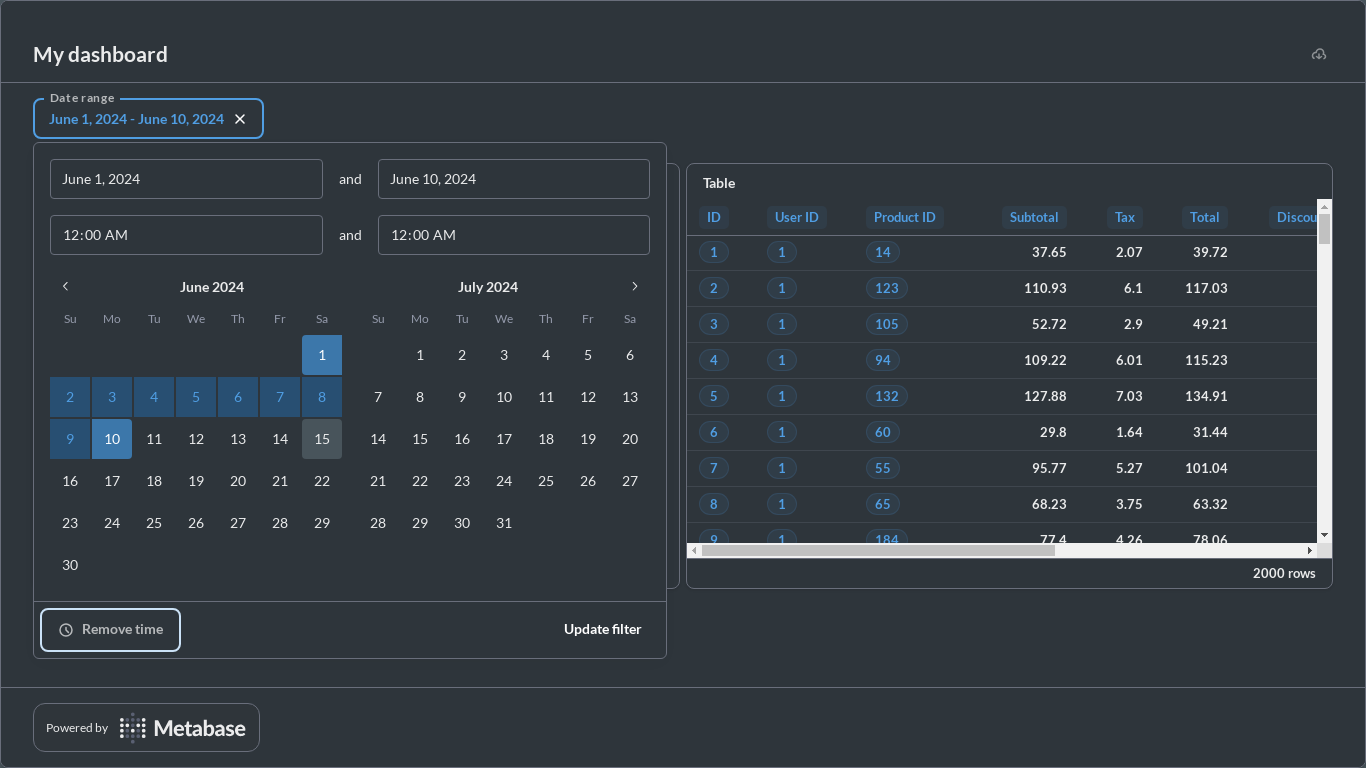 My dashboard
Date range
June 1, 2024 - June 10, 2024
June 1, 2024 and June 10, 2024
12:00 AM and 12:00 AM
June 2024
Su Mo Tu We Th Fr Sa
1
2 3 4 5 6 7 8
9 10 11 12 13 14 15
16 17 18 19 20 21 22
23 24 25 26 27 28 29
30
July 2024
Su Mo Tu We Th Fr Sa
1 2 3 4 5 6
7 8 9 10 11 12 13
14 15 16 17 18 19 20
21 22 23 24 25 26 27
28 29 30 31
Remove time
Update filter
Table
ID User ID Product ID Subtotal Tax Total Discou
1 1 14 37.65 2.07 39.72
2 1 123 110.93 6.1 117.03
3 1 105 52.72 2.9 49.21
4 1 94 109.22 6.01 115.23
5 1 132 127.88 7.03 134.91
6 1 60 29.8 1.64 31.44
7 1 55 95.77 5.27 101.04
8 1 65 68.23 3.75 63.32
9 1 184 77.4 4.26 78.06
2000 rows
Powered by Metabase